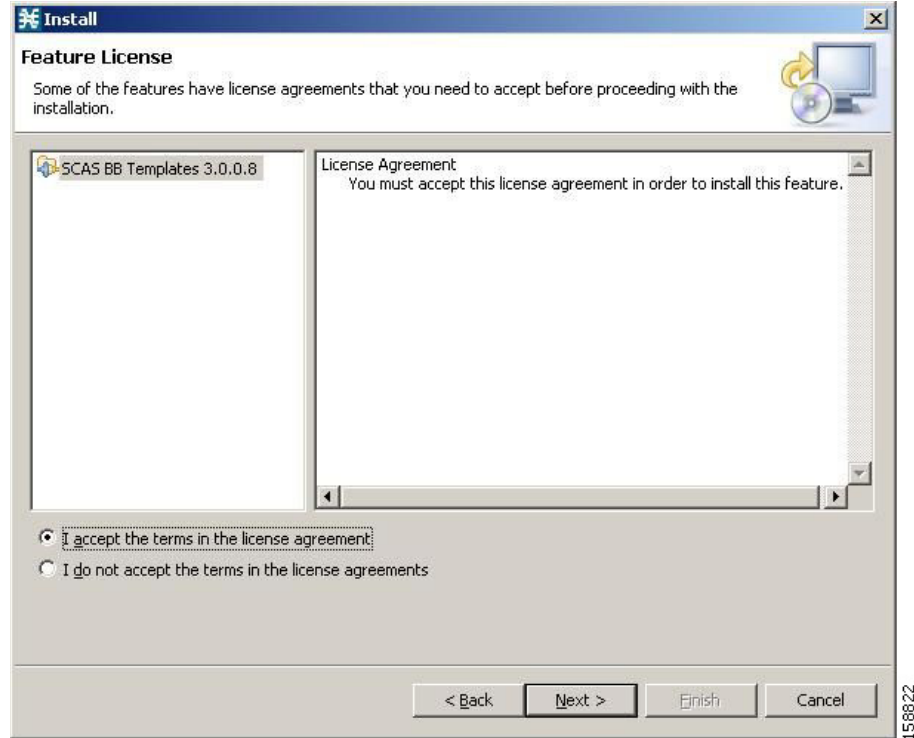 Install
Feature License
Some of the features have license agreements that you need to accept before proceeding with the
installation.
SCAS BB Templates 3.0.0.8
License Agreement
You must accept this license agreement in order to install this feature.
I accept the terms in the license agreement
I do not accept the terms in the license agreements
< Back
Next >
Finish
Cancel
158822